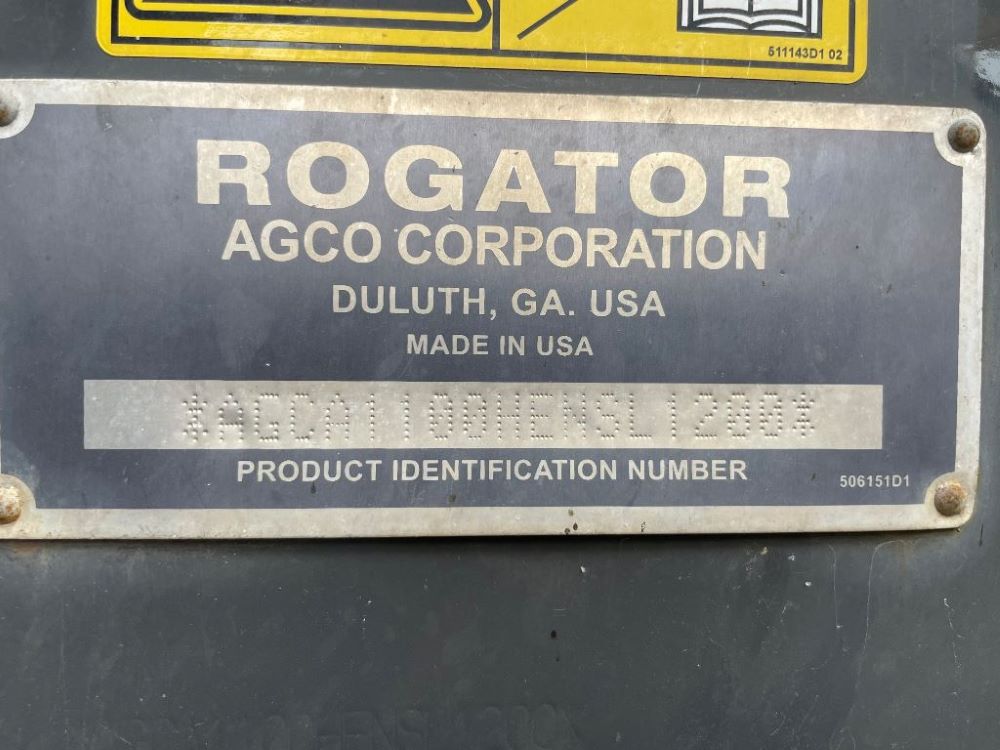 511143D1 02
ROGATOR
AGCO CORPORATION
DULUTH, GA. USA
MADE IN USA
*AGCA1100HENSL1200*
PRODUCT IDENTIFICATION NUMBER
506151D1